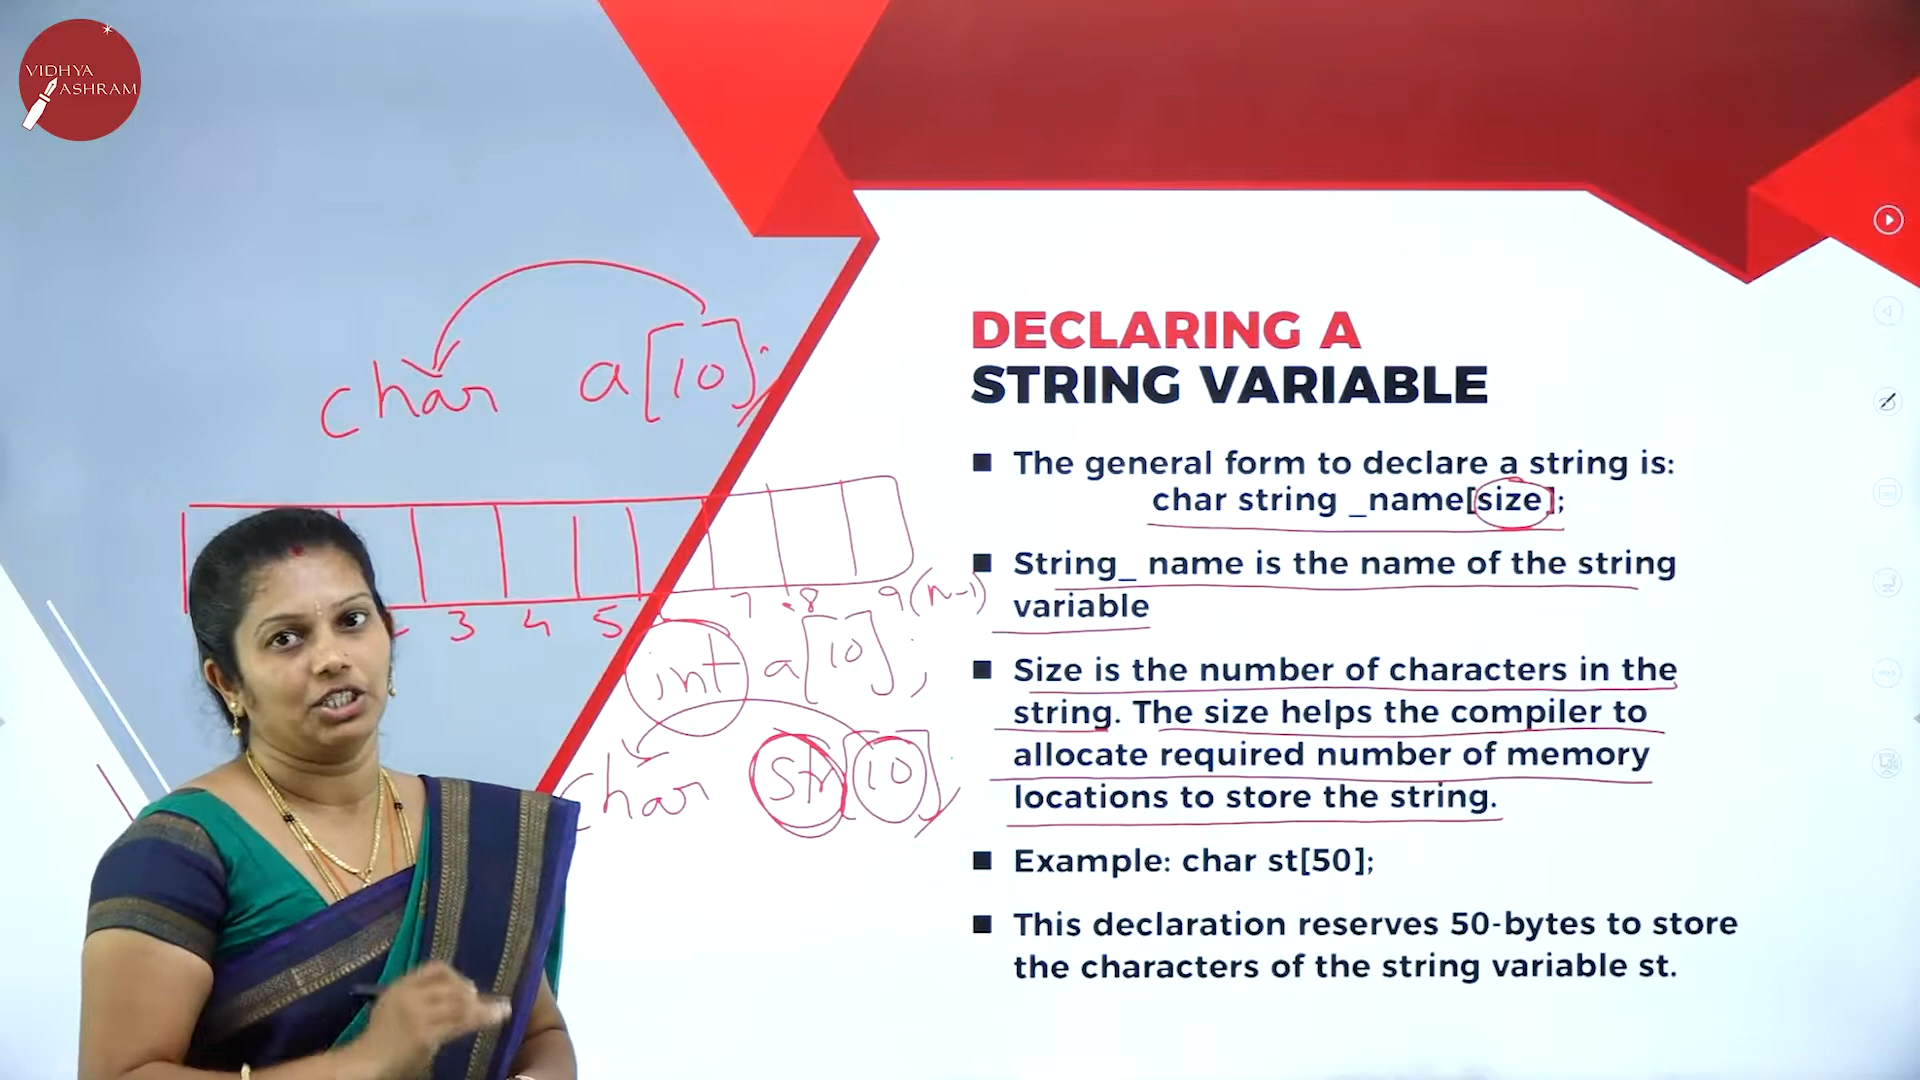 VIDHYA
ASHRAM
char a[10];
3 4 5 7 8 9(n-1)
int a[10];
char str[10];
DECLARING A
STRING VARIABLE
■ The general form to declare a string is:
char string _name[size];
■ String_ name is the name of the string
variable
■ Size is the number of characters in the
string. The size helps the compiler to
allocate required number of memory
locations to store the string.
■ Example: char st[50];
■ This declaration reserves 50-bytes to store
the characters of the string variable st.